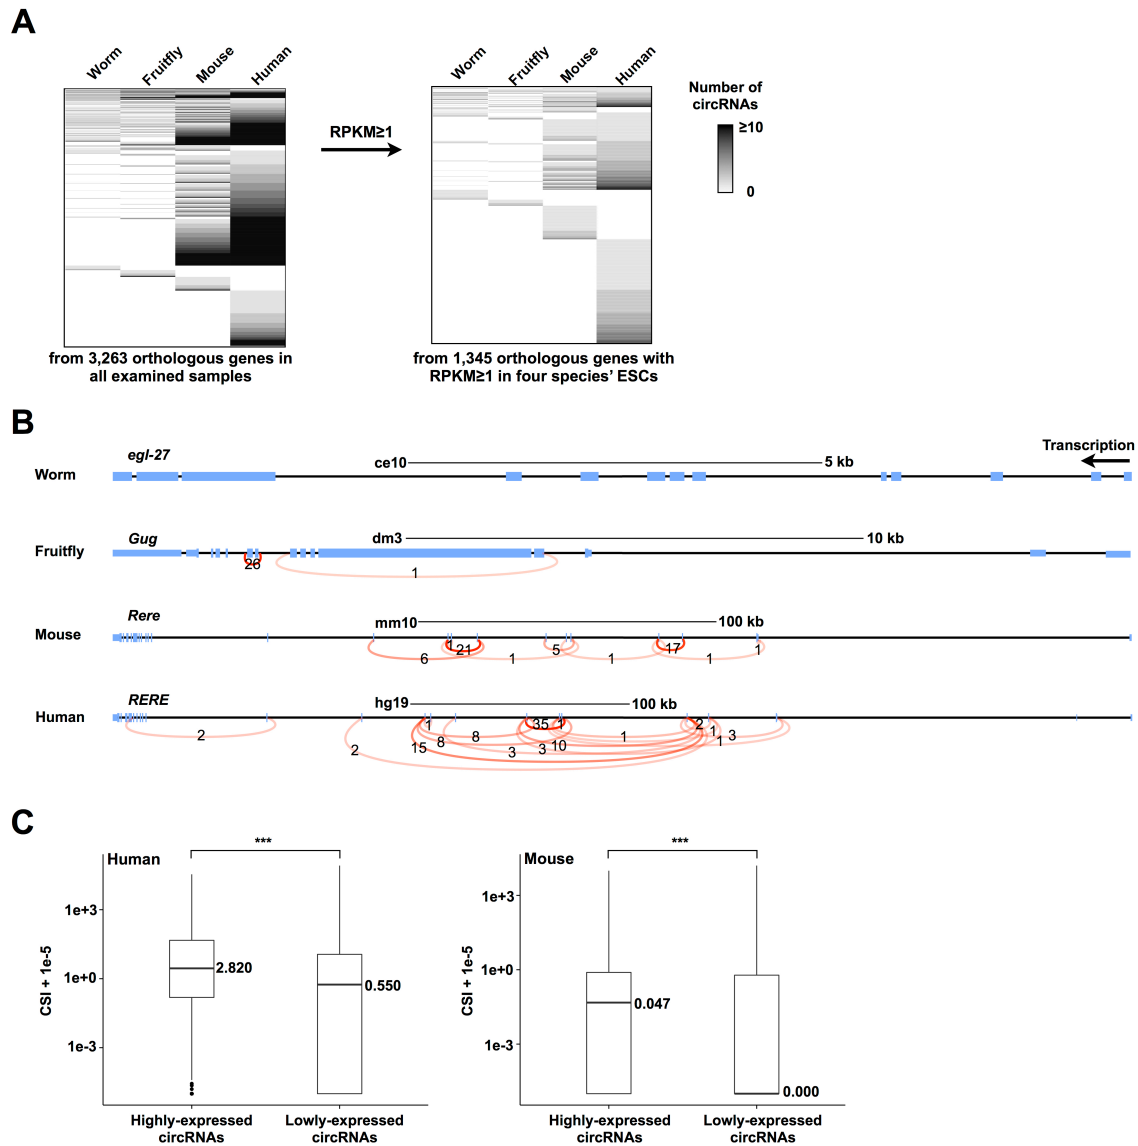 A
Worm Fruitfly Mouse Human
Worm Fruitfly Mouse Human
Number of
circRNAs
≥10
0
RPKM≥1
from 3,263 orthologous genes in
all examined samples
from 1,345 orthologous genes with
RPKM≥1 in four species' ESCs
B
Transcription
Worm
egl-27
ce10
5 kb
Fruitfly
Gug
dm3
10 kb
26
1
Mouse
Rere
mm10
100 kb
6
1
21
1
5
1
17
1
1
Human
RERE
hg19
100 kb
2
2
15
1
8
8
3
35
3
1
10
1
2
1
1
3
C
Human
***
CSI + 1e-5
1e+3
1e+0
1e-3
2.820
0.550
Highly-expressed
circRNAs
Lowly-expressed
circRNAs
Mouse
***
CSI + 1e-5
1e+3
1e+0
1e-3
0.047
0.000
Highly-expressed
circRNAs
Lowly-expressed
circRNAs